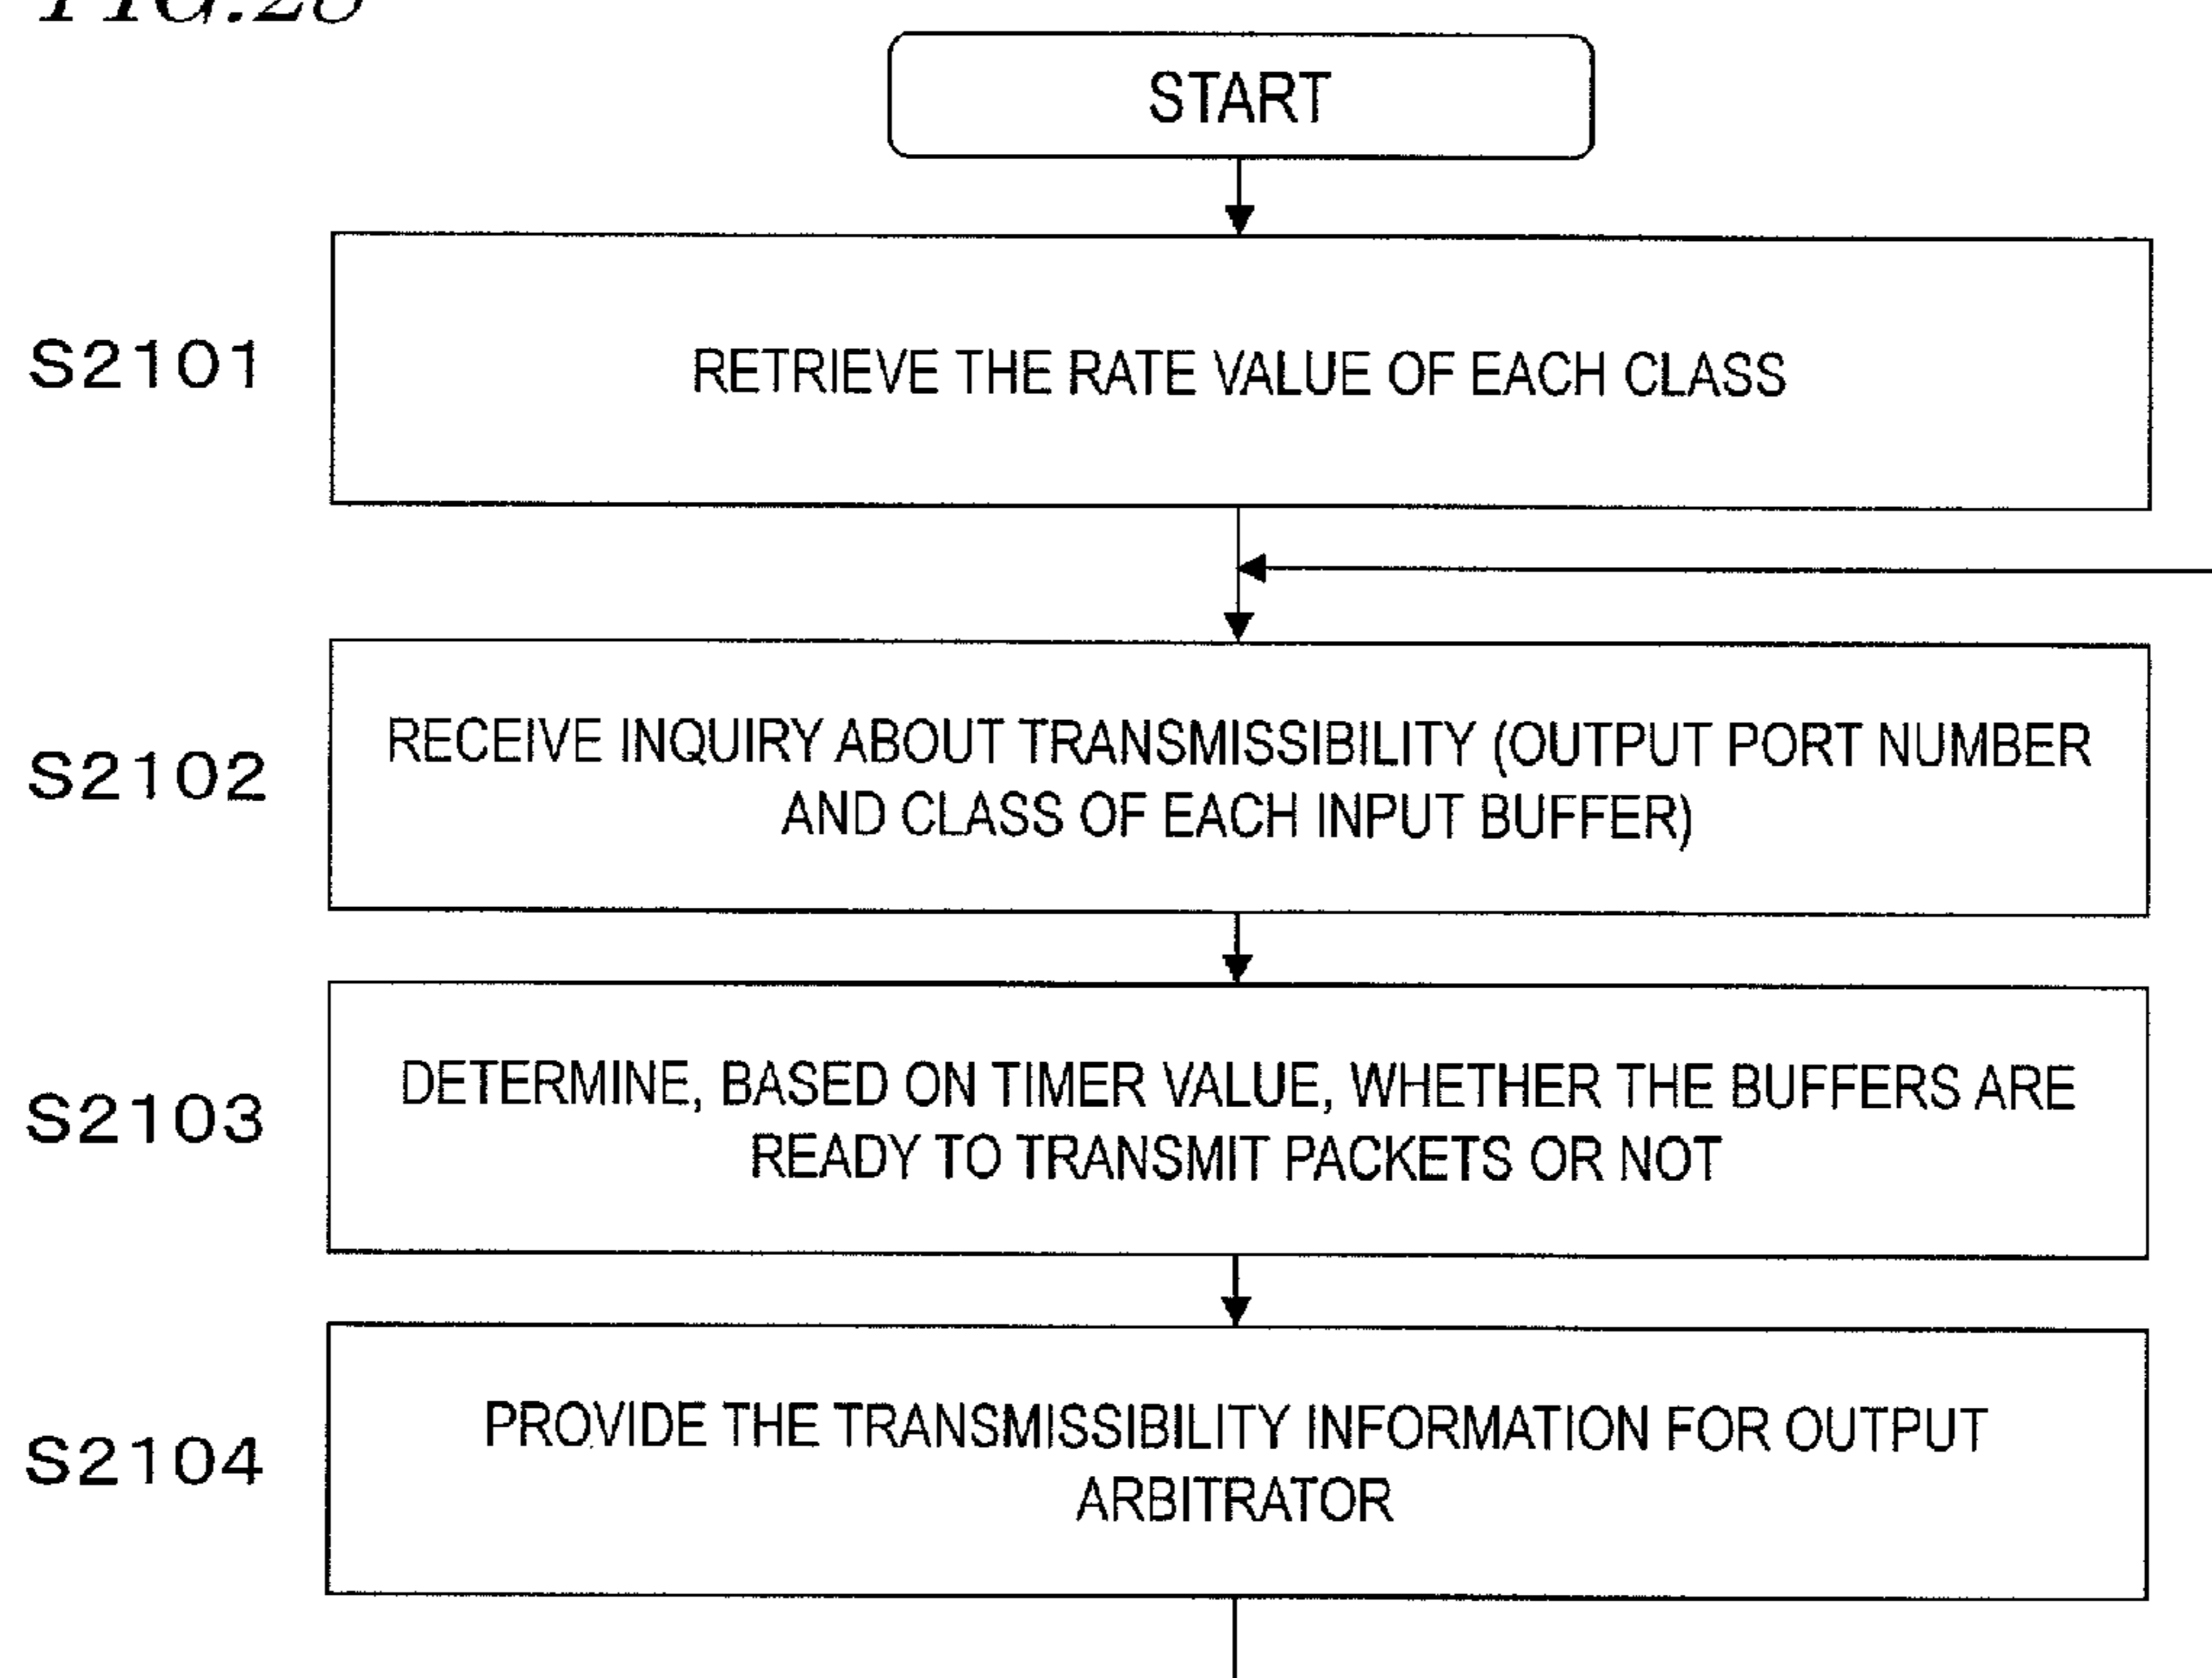 START
S2101
RETRIEVE THE RATE VALUE OF EACH CLASS
S2102
RECEIVE INQUIRY ABOUT TRANSMISSIBILITY (OUTPUT PORT NUMBER
AND CLASS OF EACH INPUT BUFFER)
S2103
DETERMINE, BASED ON TIMER VALUE, WHETHER THE BUFFERS ARE
READY TO TRANSMIT PACKETS OR NOT
S2104
PROVIDE THE TRANSMISSIBILITY INFORMATION FOR OUTPUT
ARBITRATOR